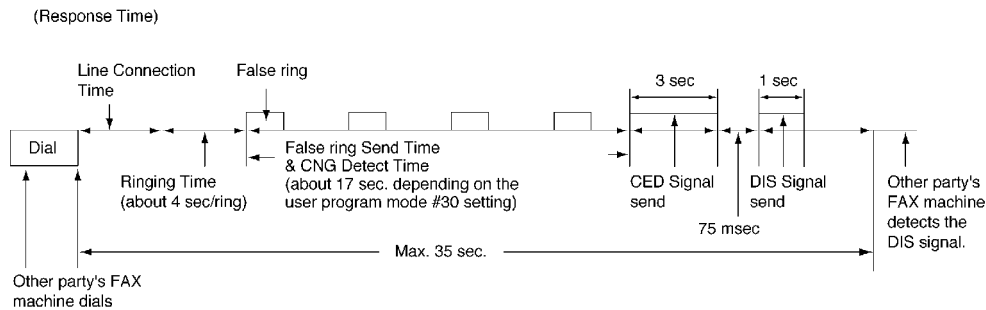 (Response Time)
Line Connection
Time
False ring
3 sec
1 sec
Dial
Ringing Time
(about 4 sec/ring)
False ring Send Time
& CNG Detect Time
(about 17 sec. depending on the
user program mode #30 setting)
CED Signal
send
75 msec
DIS Signal
send
Other party's
FAX machine
detects the
DIS signal.
Max. 35 sec.
Other party's FAX
machine dials